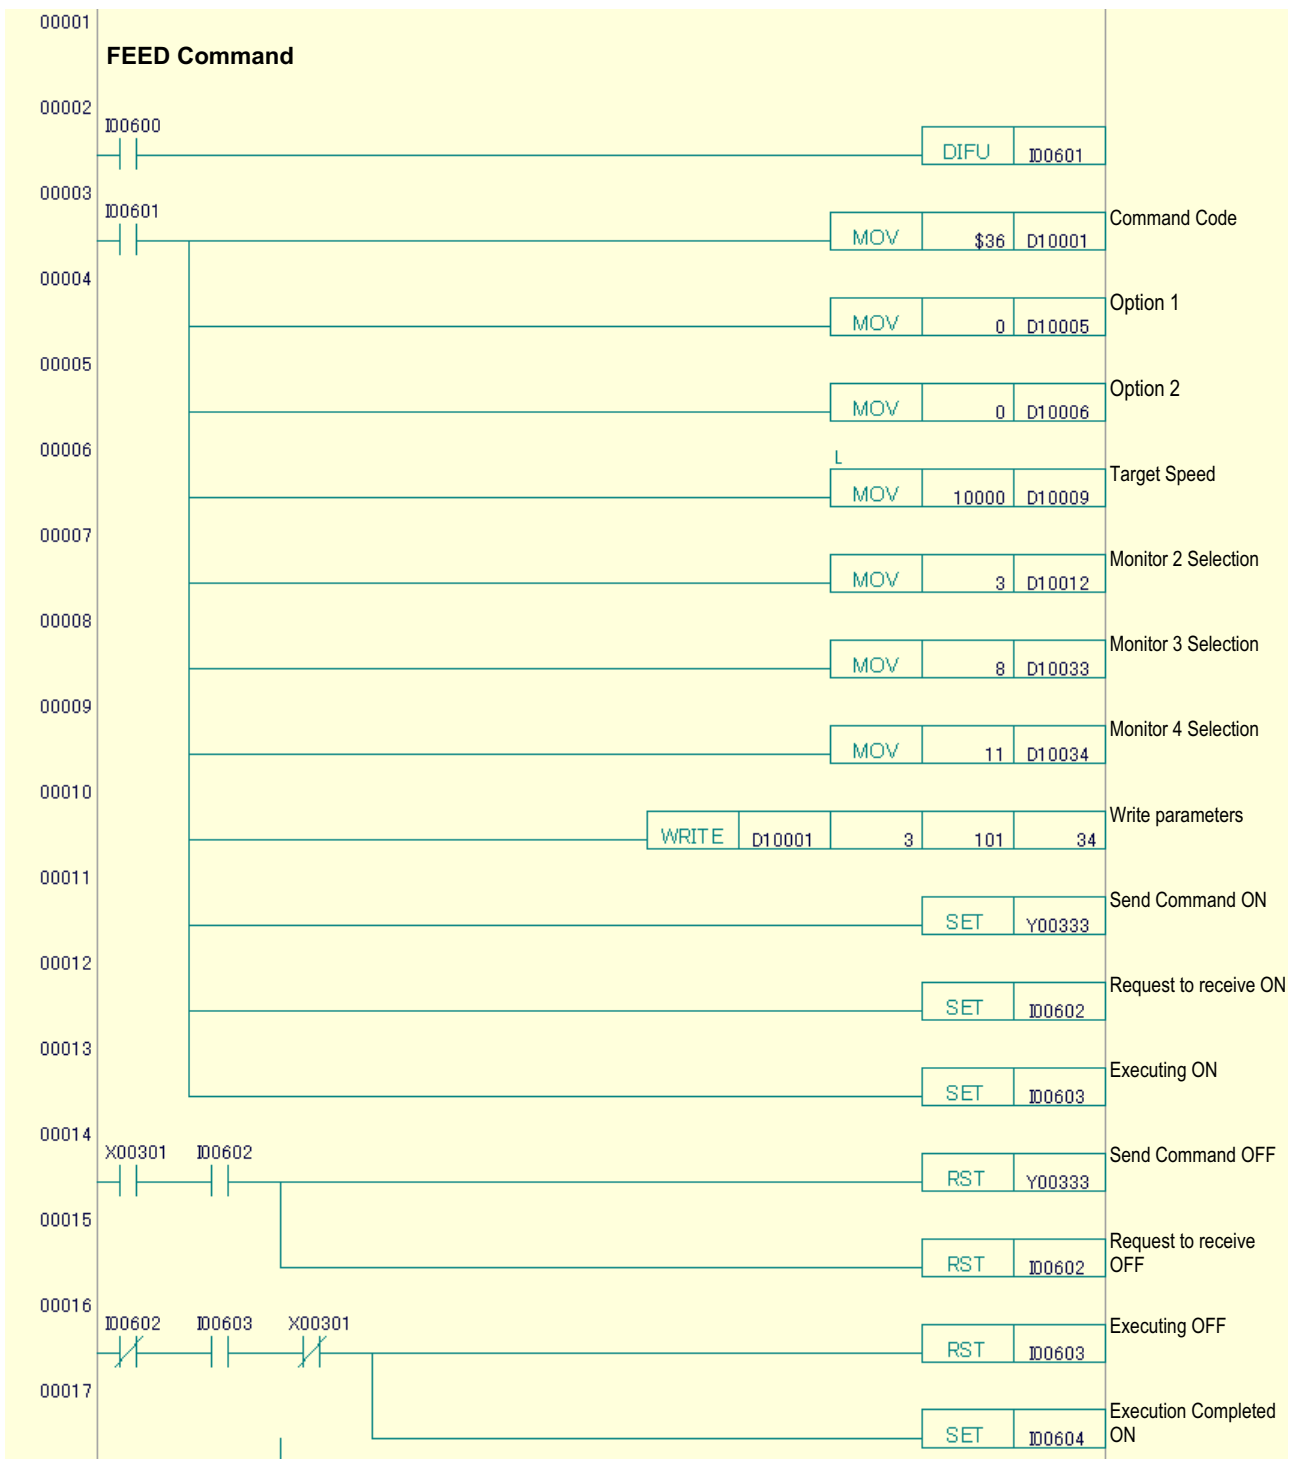 00001
FEED Command
00002
I00600
DIFU I00601
00003
I00601
MOV $36 D10001 Command Code
00004
MOV 0 D10005 Option 1
00005
MOV 0 D10006 Option 2
00006
L
MOV 10000 D10009 Target Speed
00007
MOV 3 D10012 Monitor 2 Selection
00008
MOV 8 D10033 Monitor 3 Selection
00009
MOV 11 D10034 Monitor 4 Selection
00010
WRITE D10001 3 101 34 Write parameters
00011
SET Y00333 Send Command ON
00012
SET I00602 Request to receive ON
00013
SET I00603 Executing ON
00014
X00301 I00602
RST Y00333 Send Command OFF
00015
RST I00602 Request to receive
OFF
00016
I00602 I00603 X00301
RST I00603 Executing OFF
00017
SET I00604 Execution Completed
ON